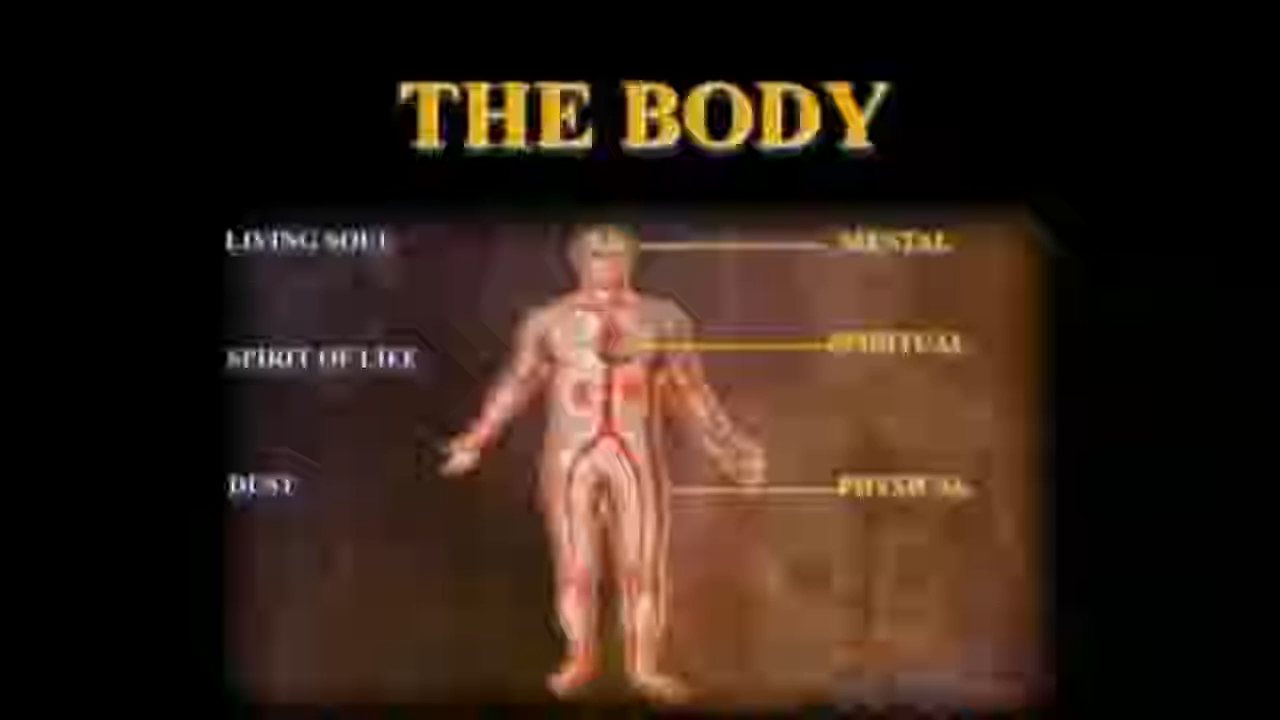 THE BODY
LIVING SOUL
MENTAL
SPIRIT OF LIFE
SPIRITUAL
DUST
PHYSICAL